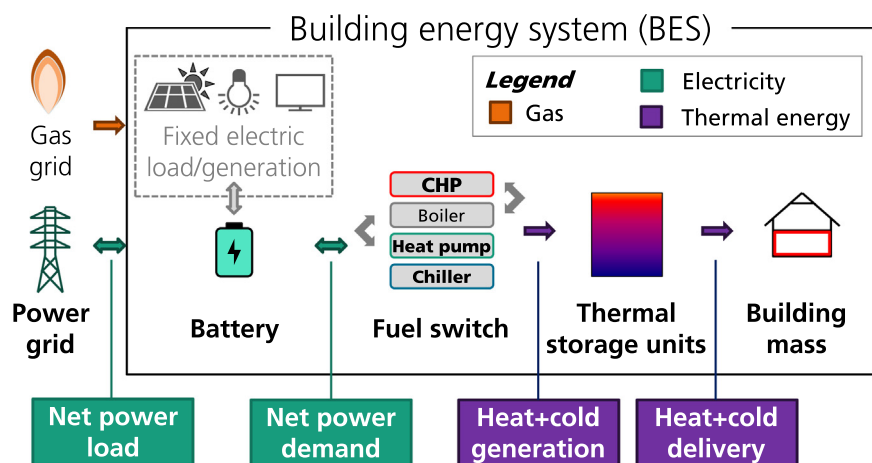 Building energy system (BES)
Legend
Gas
Electricity
Thermal energy
Gas
grid
Fixed electric
load/generation
CHP
Boiler
Heat pump
Chiller
Power
grid
Battery
Fuel switch
Thermal
storage units
Building
mass
Net power
load
Net power
demand
Heat+cold
generation
Heat+cold
delivery